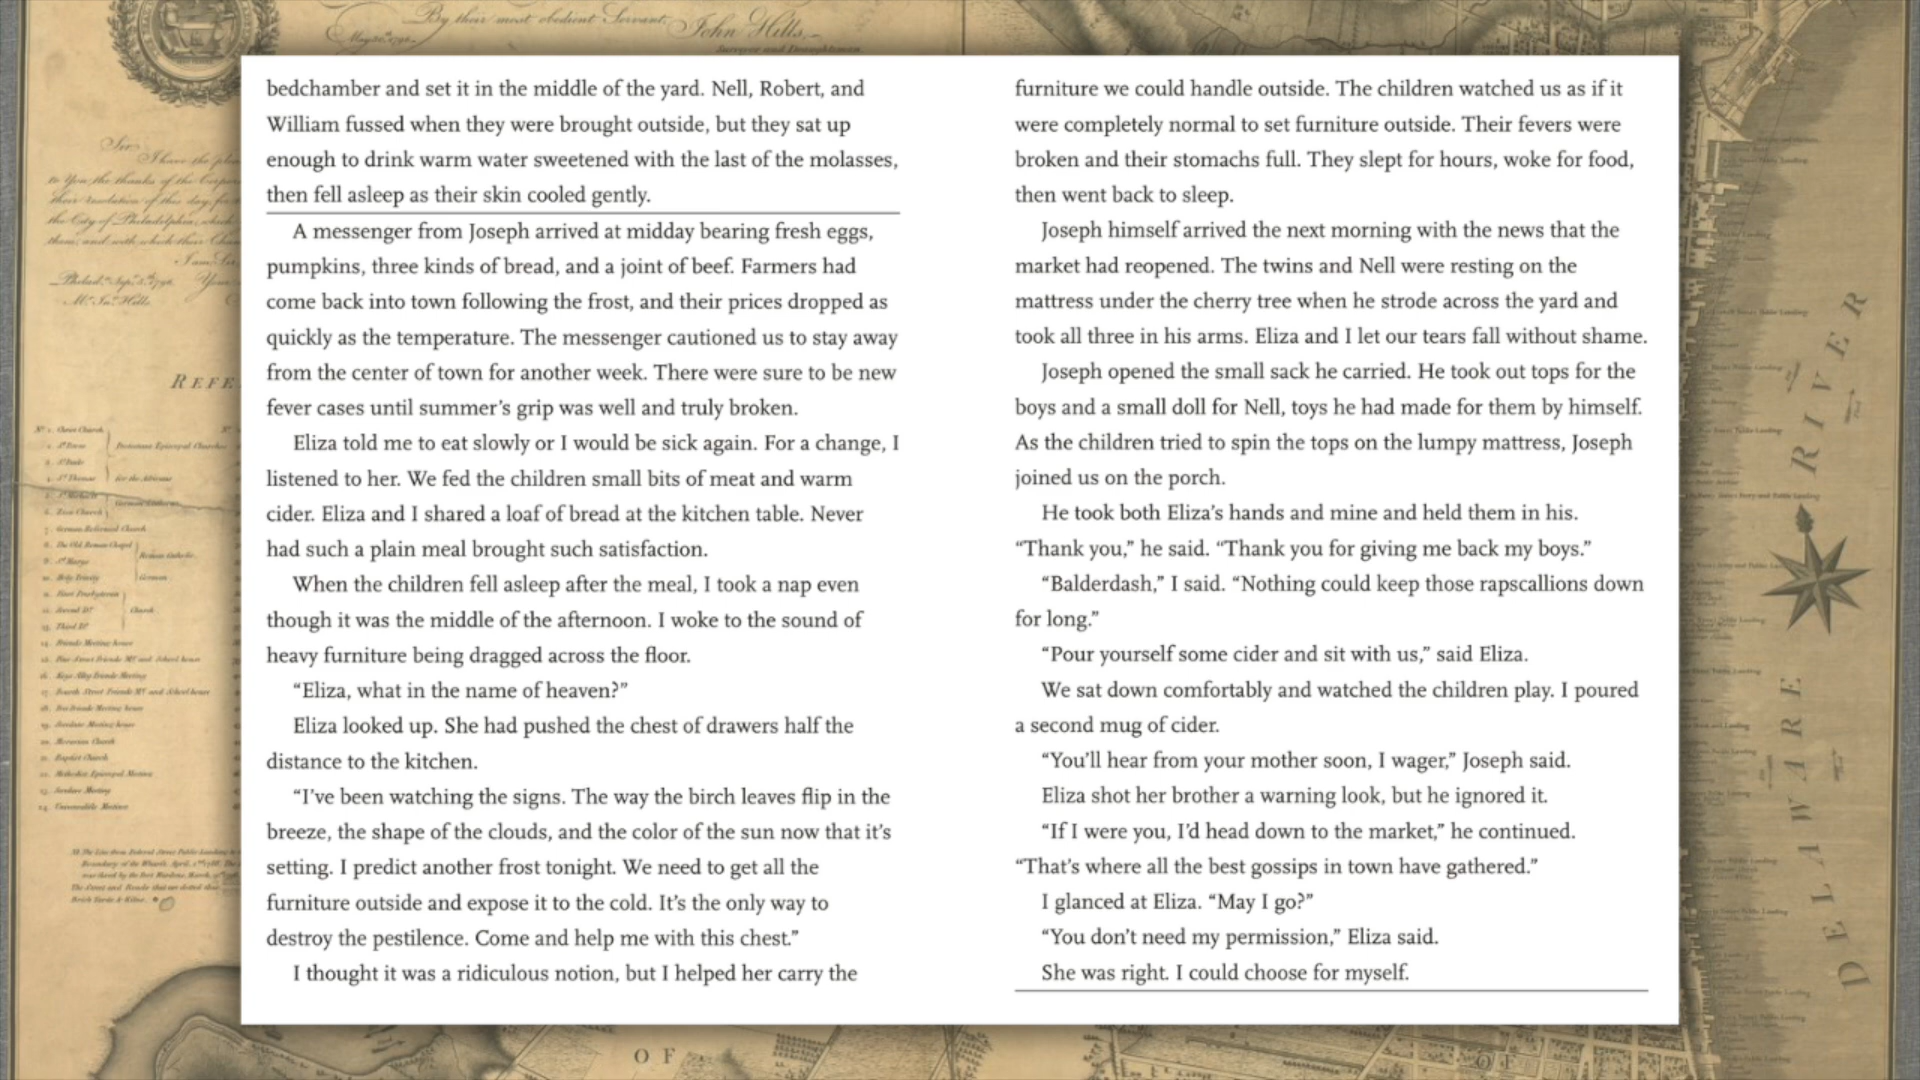 By their most obedient Servant,
John Hills,
Surveyor and Draughtsman
bedchamber and set it in the middle of the yard. Nell, Robert, and
William fussed when they were brought outside, but they sat up
enough to drink warm water sweetened with the last of the molasses,
then fell asleep as their skin cooled gently.
A messenger from Joseph arrived at midday bearing fresh eggs,
pumpkins, three kinds of bread, and a joint of beef. Farmers had
come back into town following the frost, and their prices dropped as
quickly as the temperature. The messenger cautioned us to stay away
from the center of town for another week. There were sure to be new
fever cases until summer’s grip was well and truly broken.
Eliza told me to eat slowly or I would be sick again. For a change, I
listened to her. We fed the children small bits of meat and warm
cider. Eliza and I shared a loaf of bread at the kitchen table. Never
had such a plain meal brought such satisfaction.
When the children fell asleep after the meal, I took a nap even
though it was the middle of the afternoon. I woke to the sound of
heavy furniture being dragged across the floor.
“Eliza, what in the name of heaven?”
Eliza looked up. She had pushed the chest of drawers half the
distance to the kitchen.
“I’ve been watching the signs. The way the birch leaves flip in the
breeze, the shape of the clouds, and the color of the sun now that it’s
setting. I predict another frost tonight. We need to get all the
furniture outside and expose it to the cold. It’s the only way to
destroy the pestilence. Come and help me with this chest.”
I thought it was a ridiculous notion, but I helped her carry the
furniture we could handle outside. The children watched us as if it
were completely normal to set furniture outside. Their fevers were
broken and their stomachs full. They slept for hours, woke for food,
then went back to sleep.
Joseph himself arrived the next morning with the news that the
market had reopened. The twins and Nell were resting on the
mattress under the cherry tree when he strode across the yard and
took all three in his arms. Eliza and I let our tears fall without shame.
Joseph opened the small sack he carried. He took out tops for the
boys and a small doll for Nell, toys he had made for them by himself.
As the children tried to spin the tops on the lumpy mattress, Joseph
joined us on the porch.
He took both Eliza’s hands and mine and held them in his.
“Thank you,” he said. “Thank you for giving me back my boys.”
“Balderdash,” I said. “Nothing could keep those rapscallions down
for long.”
“Pour yourself some cider and sit with us,” said Eliza.
We sat down comfortably and watched the children play. I poured
a second mug of cider.
“You’ll hear from your mother soon, I wager,” Joseph said.
Eliza shot her brother a warning look, but he ignored it.
“If I were you, I’d head down to the market,” he continued.
“That’s where all the best gossips in town have gathered.”
I glanced at Eliza. “May I go?”
“You don’t need my permission,” Eliza said.
She was right. I could choose for myself.
REFE
DELAWARE RIVER
OF
OF